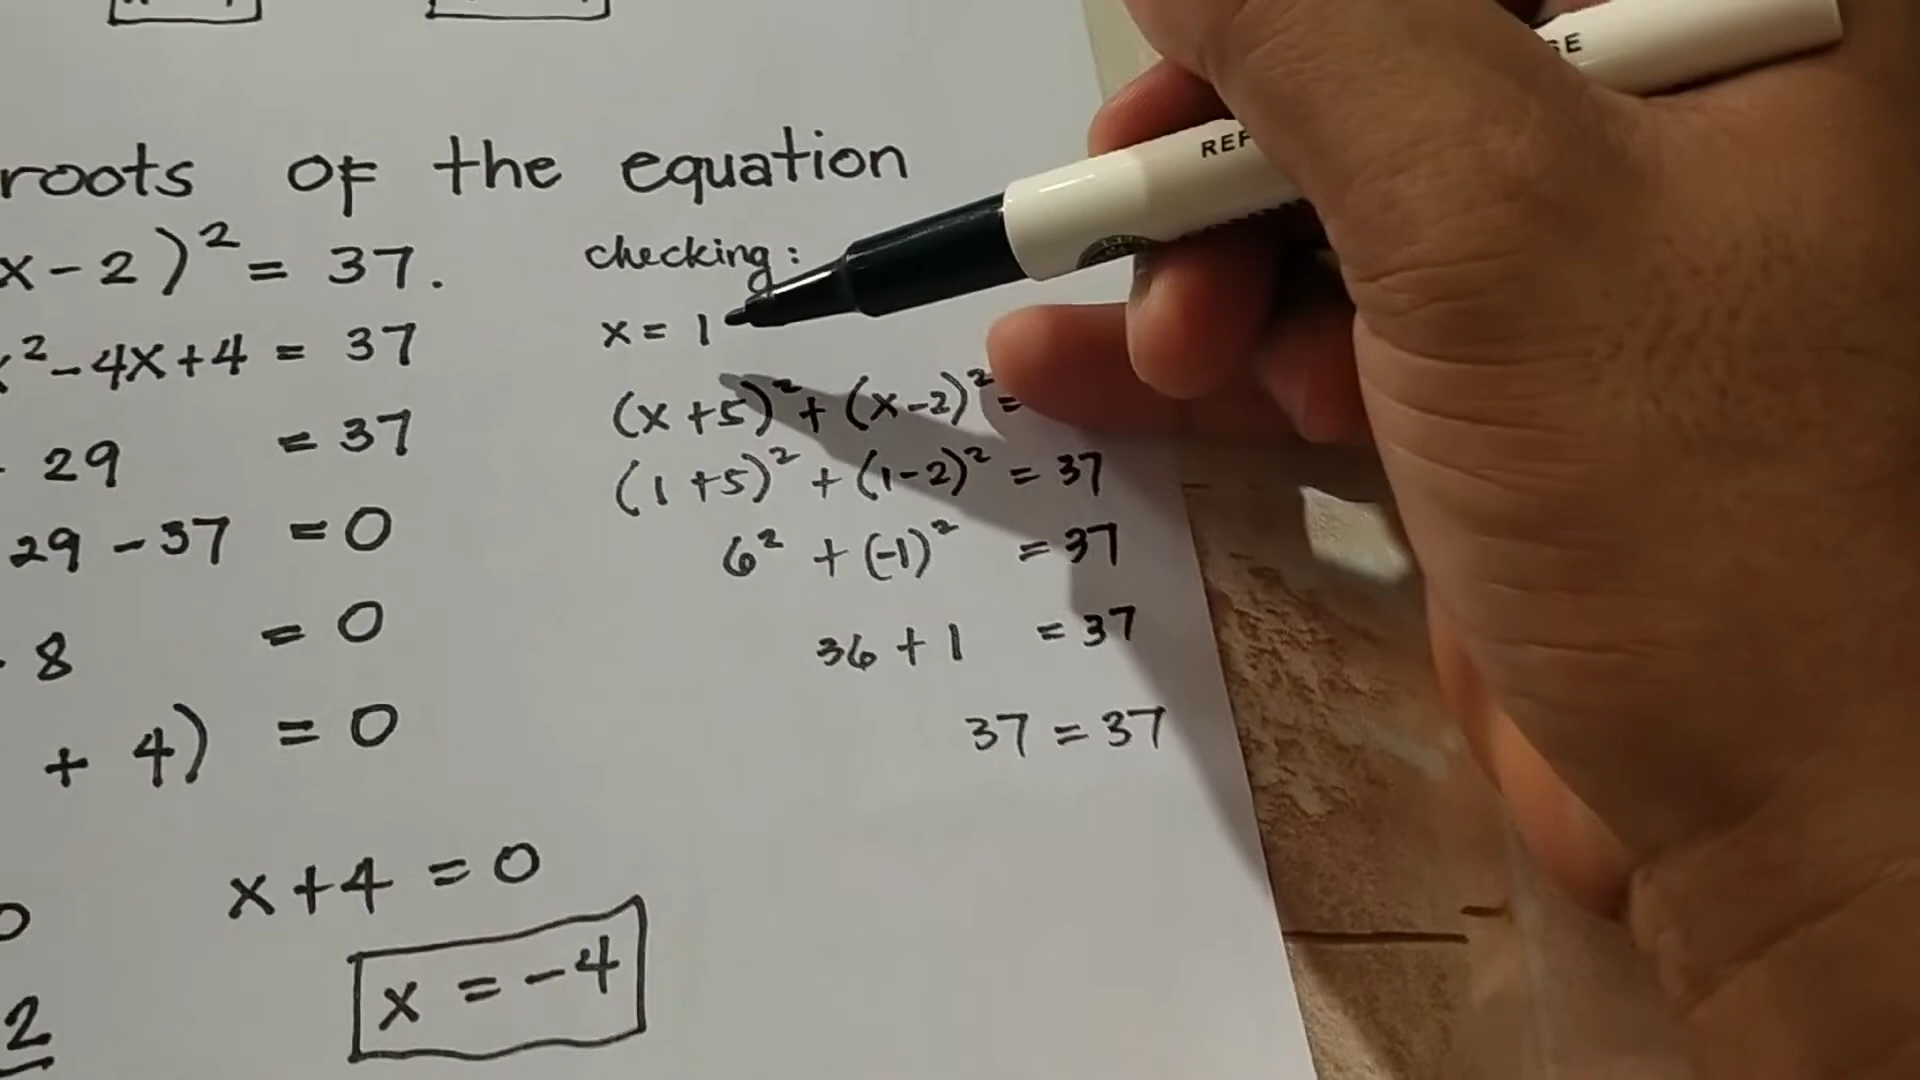 roots of the equation
x - 2)² = 37.
² - 4x + 4 = 37
29 = 37
29 - 37 = 0
8 = 0
+ 4) = 0
x + 4 = 0
x = -4
2
checking:
x = 1
(x + 5)² + (x - 2)² =
(1 + 5)² + (1 - 2)² = 37
6² + (-1)² = 37
36 + 1 = 37
37 = 37
REF
SE